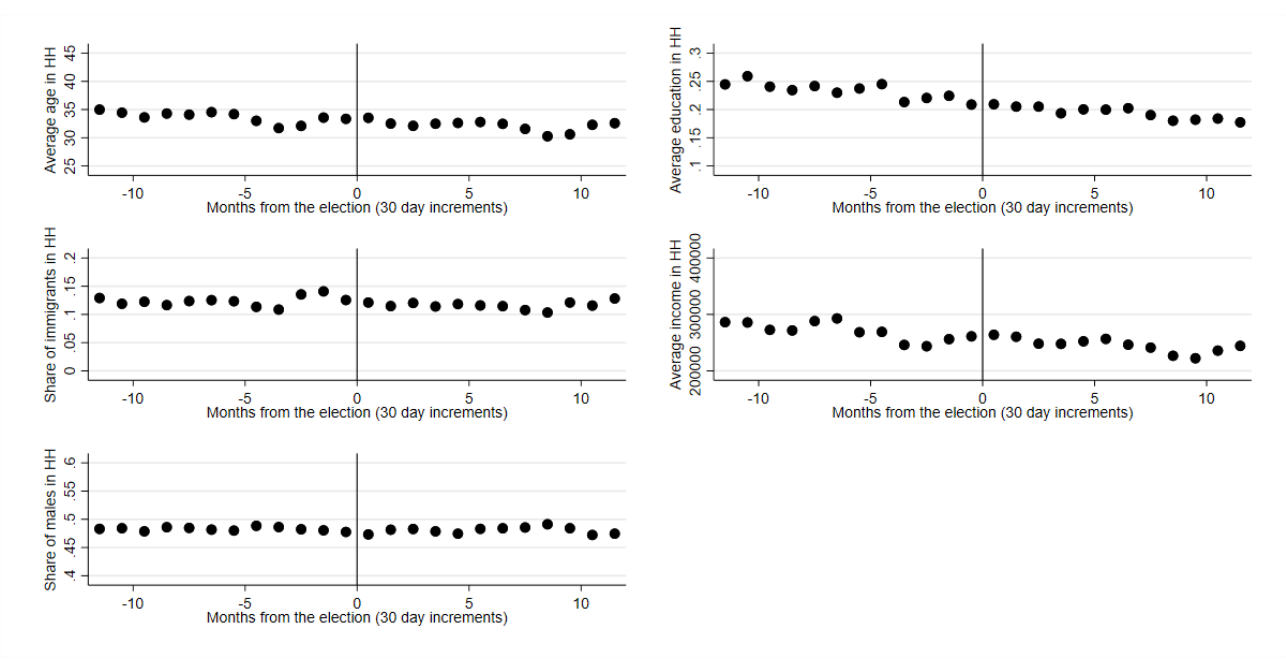 Average age in HH
45
40
35
30
25
-10 -5 0 5 10
Months from the election (30 day increments)
Average education in HH
.3
.25
.2
.15
.1
-10 -5 0 5 10
Months from the election (30 day increments)
Share of immigrants in HH
.2
.15
.1
.05
0
-10 -5 0 5 10
Months from the election (30 day increments)
Average income in HH
400000
300000
200000
-10 -5 0 5 10
Months from the election (30 day increments)
Share of males in HH
.6
.55
.5
.45
.4
-10 -5 0 5 10
Months from the election (30 day increments)